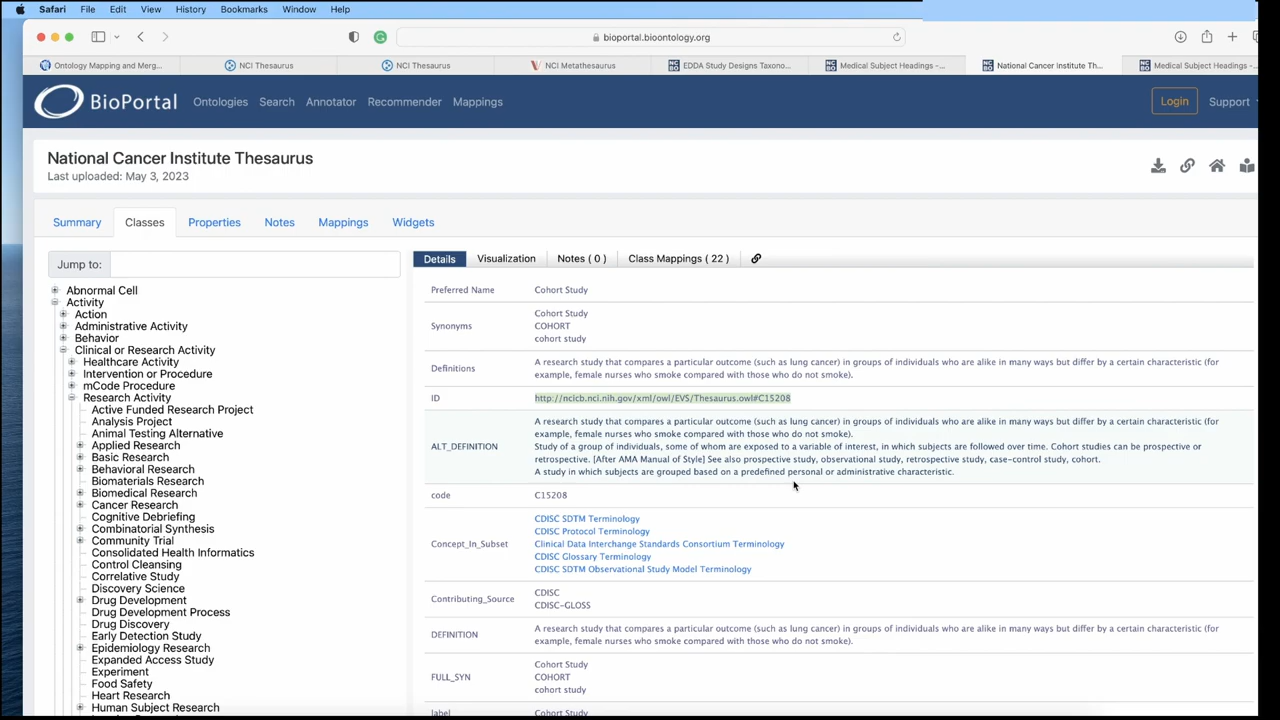 Safari File Edit View History Bookmarks Window Help
bioportal.bioontology.org
Ontology Mapping and Merg... NCI Thesaurus NCI Thesaurus NCI Metathesaurus EDDA Study Designs Taxono... Medical Subject Headings -... National Cancer Institute Th... Medical Subject Headings -...
BioPortal Ontologies Search Annotator Recommender Mappings Login Support
National Cancer Institute Thesaurus
Last uploaded: May 3, 2023
Summary Classes Properties Notes Mappings Widgets
Jump to:
Abnormal Cell
Activity
Action
Administrative Activity
Behavior
Clinical or Research Activity
Healthcare Activity
Intervention or Procedure
mCode Procedure
Research Activity
Active Funded Research Project
Analysis Project
Animal Testing Alternative
Applied Research
Basic Research
Behavioral Research
Biomaterials Research
Biomedical Research
Cancer Research
Cognitive Debriefing
Combinatorial Synthesis
Community Trial
Consolidated Health Informatics
Control Cleansing
Correlative Study
Discovery Science
Drug Development
Drug Development Process
Drug Discovery
Early Detection Study
Epidemiology Research
Expanded Access Study
Experiment
Food Safety
Heart Research
Human Subject Research
Details Visualization Notes ( 0 ) Class Mappings ( 22 )
Preferred Name Cohort Study
Synonyms
Cohort Study
COHORT
cohort study
Definitions
A research study that compares a particular outcome (such as lung cancer) in groups of individuals who are alike in many ways but differ by a certain characteristic (for
example, female nurses who smoke compared with those who do not smoke).
ID http://ncicb.nci.nih.gov/xml/owl/EVS/Thesaurus.owl#C15208
ALT_DEFINITION
A research study that compares a particular outcome (such as lung cancer) in groups of individuals who are alike in many ways but differ by a certain characteristic (for
example, female nurses who smoke compared with those who do not smoke).
Study of a group of individuals, some of whom are exposed to a variable of interest, in which subjects are followed over time. Cohort studies can be prospective or
retrospective. [After AMA Manual of Style] See also prospective study, observational study, retrospective study, case-control study, cohort.
A study in which subjects are grouped based on a predefined personal or administrative characteristic.
code C15208
Concept_In_Subset
CDISC SDTM Terminology
CDISC Protocol Terminology
Clinical Data Interchange Standards Consortium Terminology
CDISC Glossary Terminology
CDISC SDTM Observational Study Model Terminology
Contributing_Source
CDISC
CDISC-GLOSS
DEFINITION
A research study that compares a particular outcome (such as lung cancer) in groups of individuals who are alike in many ways but differ by a certain characteristic (for
example, female nurses who smoke compared with those who do not smoke).
FULL_SYN
Cohort Study
COHORT
cohort study
label Cohort Study